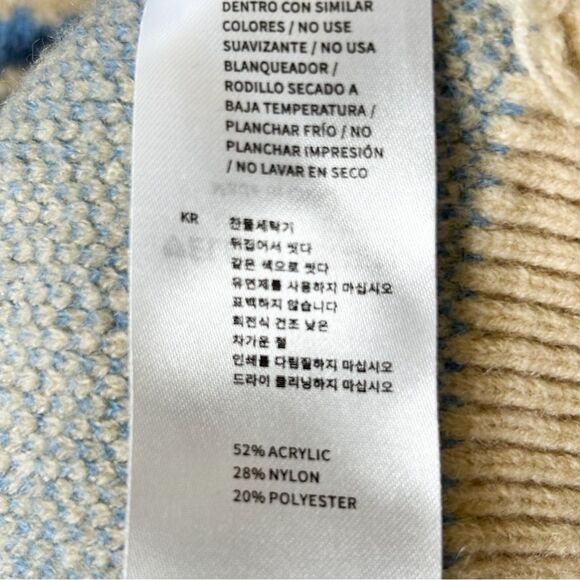 DENTRO CON SIMILAR
COLORES / NO USE
SUAVIZANTE / NO USA
BLANQUEADOR /
RODILLO SECADO A
BAJA TEMPERATURA /
PLANCHAR FRÍO / NO
PLANCHAR IMPRESIÓN
/ NO LAVAR EN SECO
KR 찬물세탁기
뒤집어서 씻다
같은 색으로 씻다
유연제를 사용하지 마십시오
표백하지 않습니다
회전식 건조 낮은
차가운 철
인쇄를 다림질하지 마십시오
드라이 클리닝하지 마십시오
52% ACRYLIC
28% NYLON
20% POLYESTER